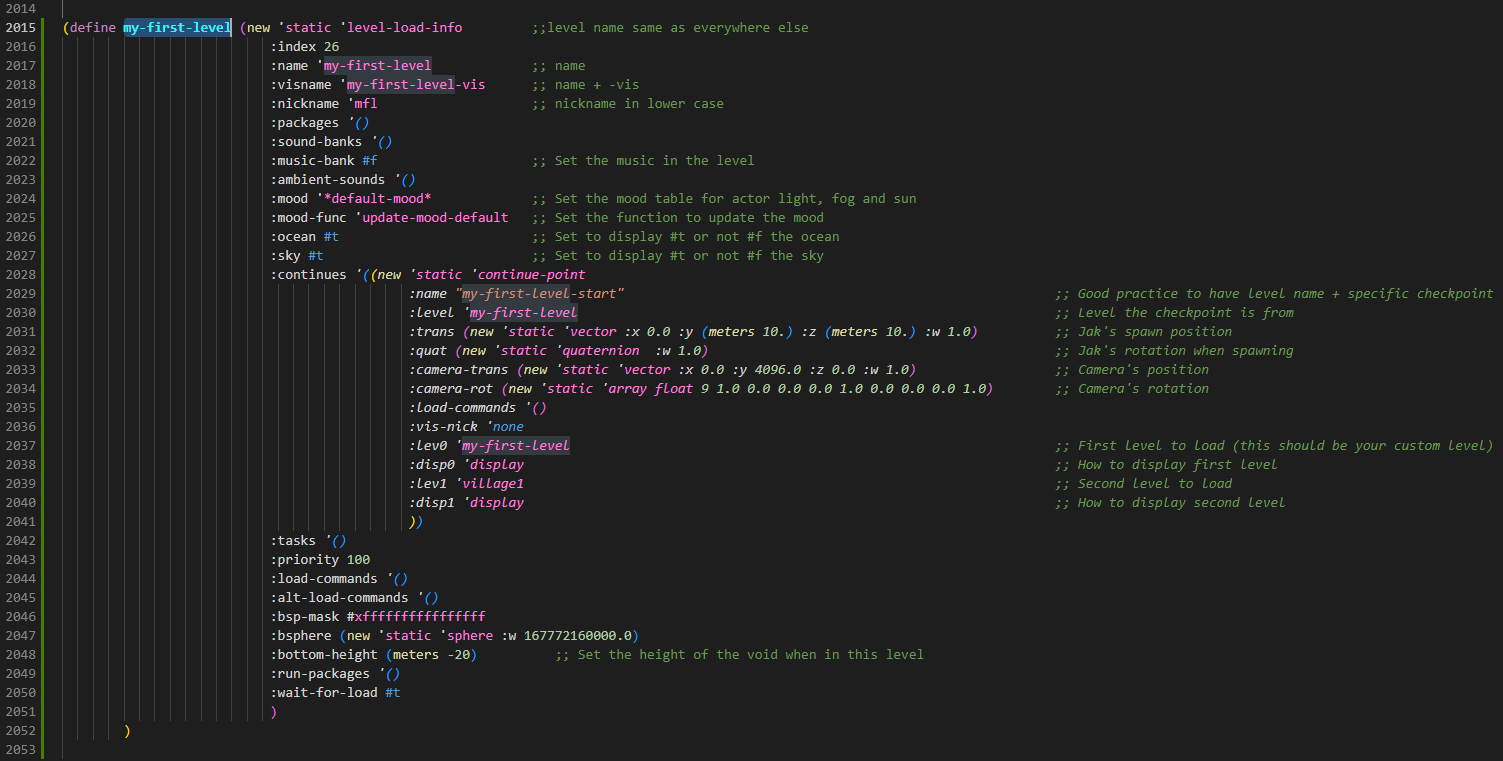 2014
2015 (define my-first-level (new 'static 'level-load-info ;;level name same as everywhere else
2016 :index 26
2017 :name 'my-first-level ;; name
2018 :visname 'my-first-level-vis ;; name + -vis
2019 :nickname 'mfl ;; nickname in lower case
2020 :packages '()
2021 :sound-banks '()
2022 :music-bank #f ;; Set the music in the level
2023 :ambient-sounds '()
2024 :mood '*default-mood* ;; Set the mood table for actor light, fog and sun
2025 :mood-func 'update-mood-default ;; Set the function to update the mood
2026 :ocean #t ;; Set to display #t or not #f the ocean
2027 :sky #t ;; Set to display #t or not #f the sky
2028 :continues '((new 'static 'continue-point
2029 :name "my-first-level-start" ;; Good practice to have level name + specific checkpoint
2030 :level 'my-first-level ;; Level the checkpoint is from
2031 :trans (new 'static 'vector :x 0.0 :y (meters 10.) :z (meters 10.) :w 1.0) ;; Jak's spawn position
2032 :quat (new 'static 'quaternion :w 1.0) ;; Jak's rotation when spawning
2033 :camera-trans (new 'static 'vector :x 0.0 :y 4096.0 :z 0.0 :w 1.0) ;; Camera's position
2034 :camera-rot (new 'static 'array float 9 1.0 0.0 0.0 0.0 1.0 0.0 0.0 0.0 1.0) ;; Camera's rotation
2035 :load-commands '()
2036 :vis-nick 'none
2037 :lev0 'my-first-level ;; First level to load (this should be your custom level)
2038 :disp0 'display ;; How to display first level
2039 :lev1 'village1 ;; Second level to load
2040 :disp1 'display ;; How to display second level
2041 ))
2042 :tasks '()
2043 :priority 100
2044 :load-commands '()
2045 :alt-load-commands '()
2046 :bsp-mask #xffffffffffffffff
2047 :bsphere (new 'static 'sphere :w 167772160000.0)
2048 :bottom-height (meters -20) ;; Set the height of the void when in this level
2049 :run-packages '()
2050 :wait-for-load #t
2051 )
2052 )
2053